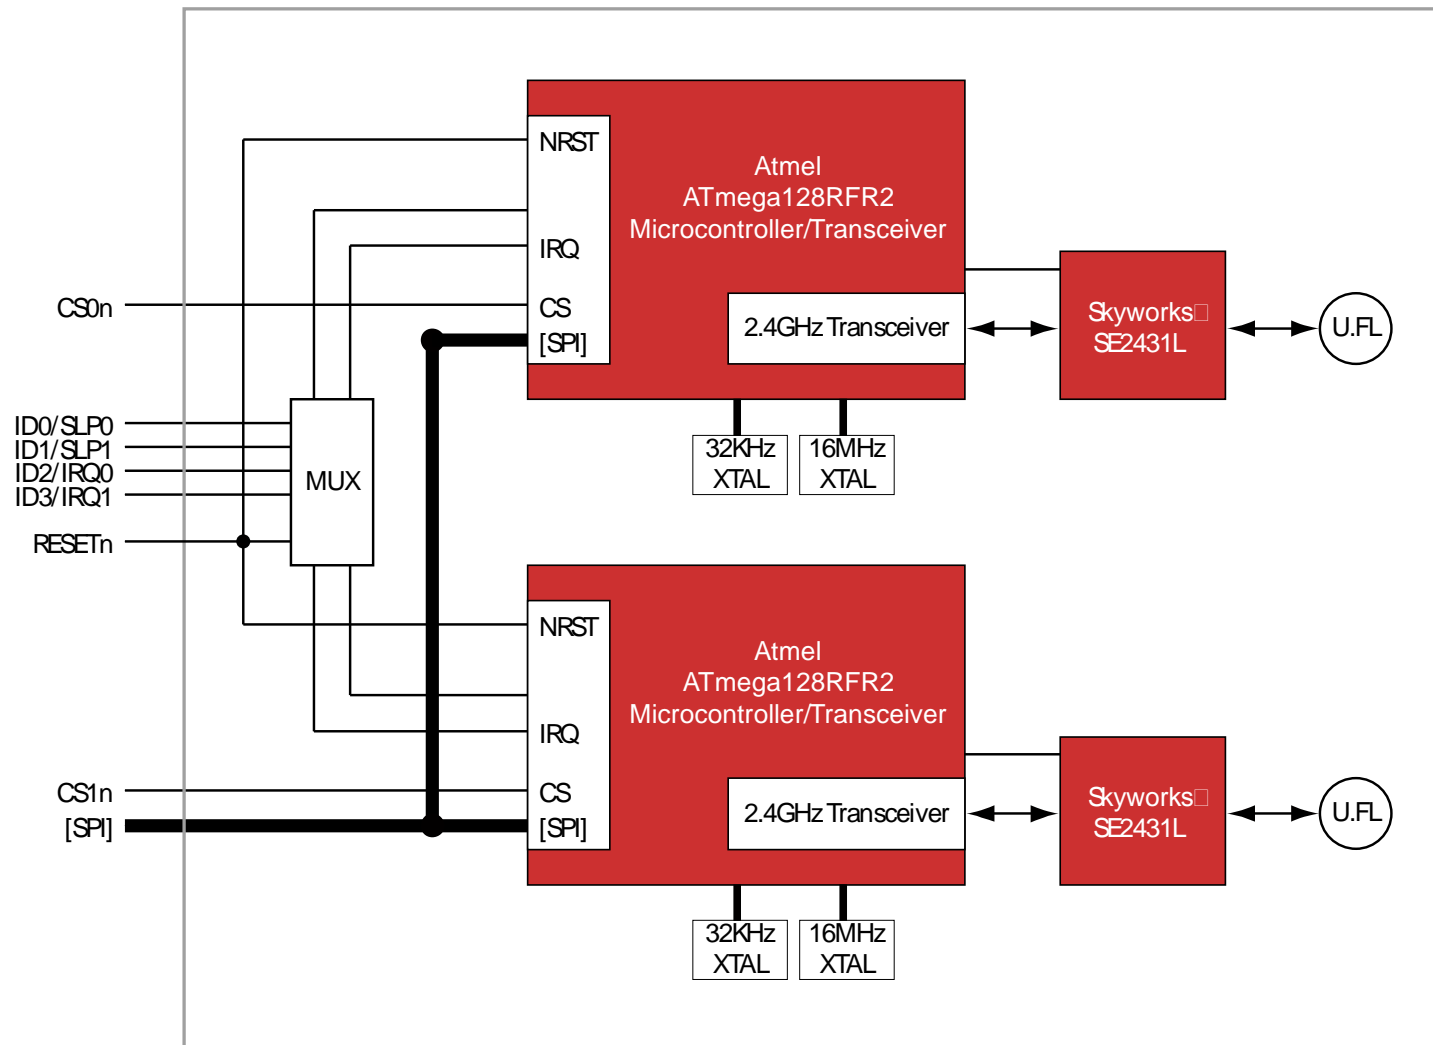 NRST
IRQ
CS
[SPI]
Atmel
ATmega128RFR2
Microcontroller/Transceiver
2.4GHz Transceiver
Skyworks
SE2431L
U.FL
32KHz
XTAL
16MHz
XTAL
CS0n
ID0/SLP0
ID1/SLP1
ID2/IRQ0
ID3/IRQ1
RESETn
MUX
NRST
IRQ
CS
[SPI]
Atmel
ATmega128RFR2
Microcontroller/Transceiver
2.4GHz Transceiver
Skyworks
SE2431L
U.FL
CS1n
[SPI]
32KHz
XTAL
16MHz
XTAL